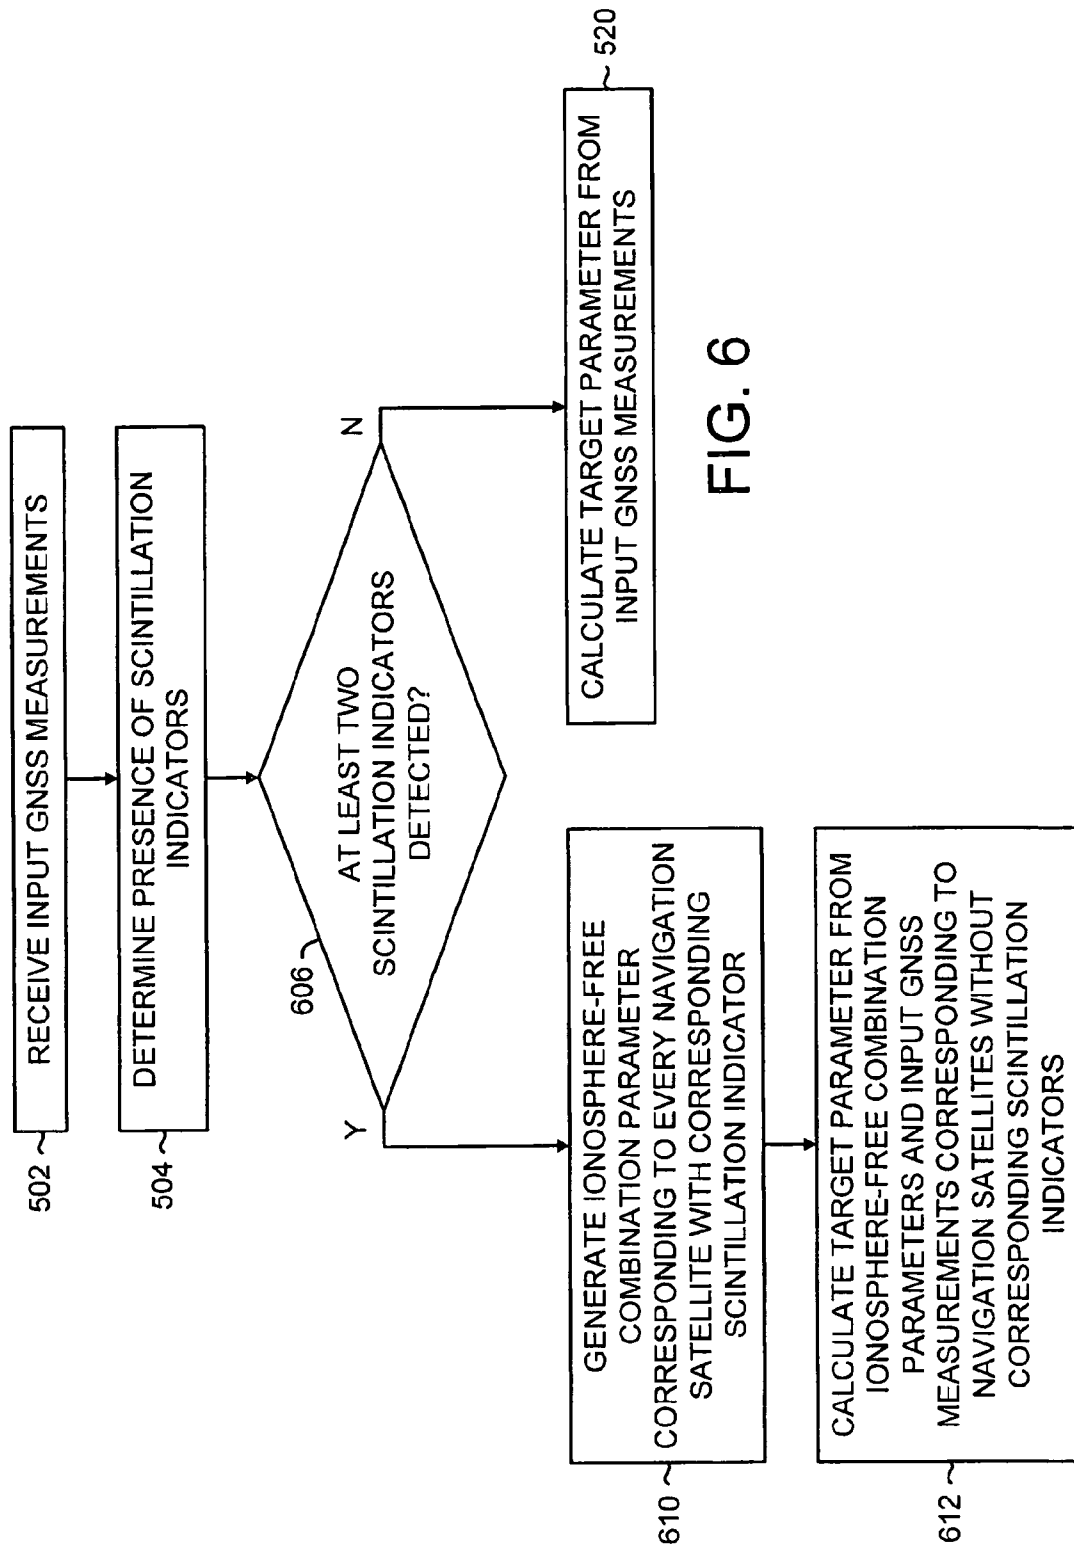 502
RECEIVE INPUT GNSS MEASUREMENTS
504
DETERMINE PRESENCE OF SCINTILLATION
INDICATORS
606
AT LEAST TWO
SCINTILLATION INDICATORS
DETECTED?
Y
N
610
GENERATE IONOSPHERE-FREE
COMBINATION PARAMETER
CORRESPONDING TO EVERY NAVIGATION
SATELLITE WITH CORRESPONDING
SCINTILLATION INDICATOR
CALCULATE TARGET PARAMETER FROM
INPUT GNSS MEASUREMENTS
520
612
CALCULATE TARGET PARAMETER FROM
IONOSPHERE-FREE COMBINATION
PARAMETERS AND INPUT GNSS
MEASUREMENTS CORRESPONDING TO
NAVIGATION SATELLITES WITHOUT
CORRESPONDING SCINTILLATION
INDICATORS
FIG. 6